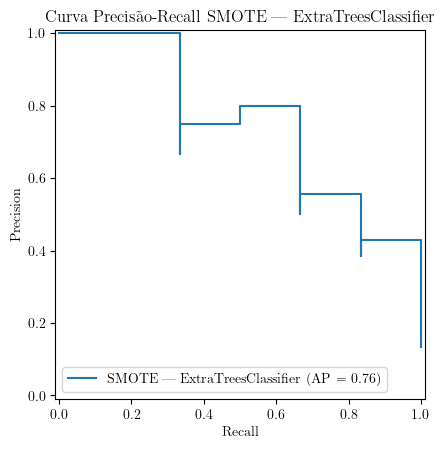 Curva Precisão-Recall SMOTE — ExtraTreesClassifier
1.0
0.8
0.6
0.4
0.2
0.0
Precision
SMOTE — ExtraTreesClassifier (AP = 0.76)
0.0 0.2 0.4 0.6 0.8 1.0
Recall